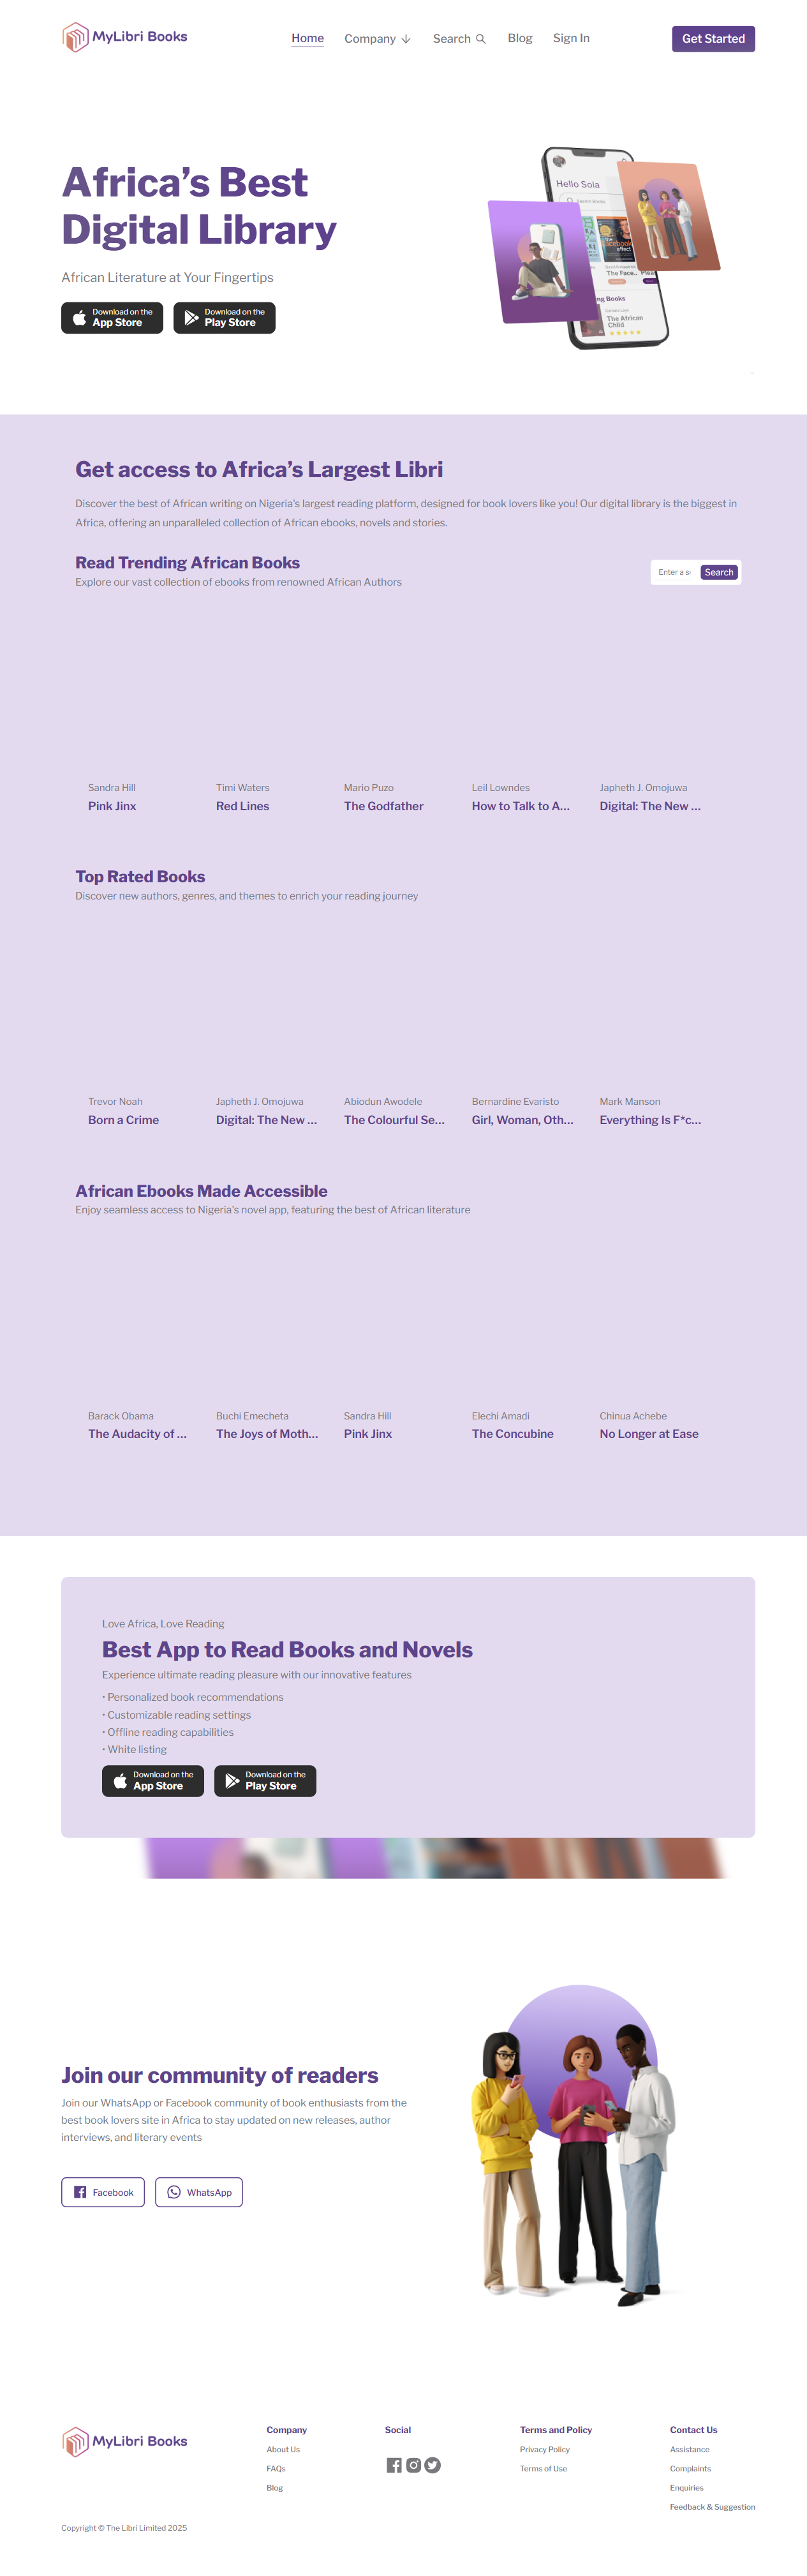 MyLibri Books
Home Company Search Blog Sign In Get Started
Africa’s Best
Digital Library
African Literature at Your Fingertips
Download on the
App Store
Download on the
Play Store
Hello Sola
Search Books
The Face..
ng Books
The African
Child
Get access to Africa’s Largest Libri
Discover the best of African writing on Nigeria’s largest reading platform, designed for book lovers like you! Our digital library is the biggest in
Africa, offering an unparalleled collection of African ebooks, novels and stories.
Read Trending African Books
Explore our vast collection of ebooks from renowned African Authors
Enter a se
Search
Sandra Hill
Pink Jinx
Timi Waters
Red Lines
Mario Puzo
The Godfather
Leil Lowndes
How to Talk to A...
Japheth J. Omojuwa
Digital: The New ...
Top Rated Books
Discover new authors, genres, and themes to enrich your reading journey
Trevor Noah
Born a Crime
Japheth J. Omojuwa
Digital: The New ...
Abiodun Awodele
The Colourful Se...
Bernardine Evaristo
Girl, Woman, Oth...
Mark Manson
Everything Is F*c...
African Ebooks Made Accessible
Enjoy seamless access to Nigeria’s novel app, featuring the best of African literature
Barack Obama
The Audacity of ...
Buchi Emecheta
The Joys of Moth...
Sandra Hill
Pink Jinx
Elechi Amadi
The Concubine
Chinua Achebe
No Longer at Ease
Love Africa, Love Reading
Best App to Read Books and Novels
Experience ultimate reading pleasure with our innovative features
• Personalized book recommendations
• Customizable reading settings
• Offline reading capabilities
• White listing
Download on the
App Store
Download on the
Play Store
Join our community of readers
Join our WhatsApp or Facebook community of book enthusiasts from the
best book lovers site in Africa to stay updated on new releases, author
interviews, and literary events
Facebook
WhatsApp
MyLibri Books
Company
About Us
FAQs
Blog
Social
Terms and Policy
Privacy Policy
Terms of Use
Contact Us
Assistance
Complaints
Enquiries
Feedback & Suggestion
Copyright © The Libri Limited 2025